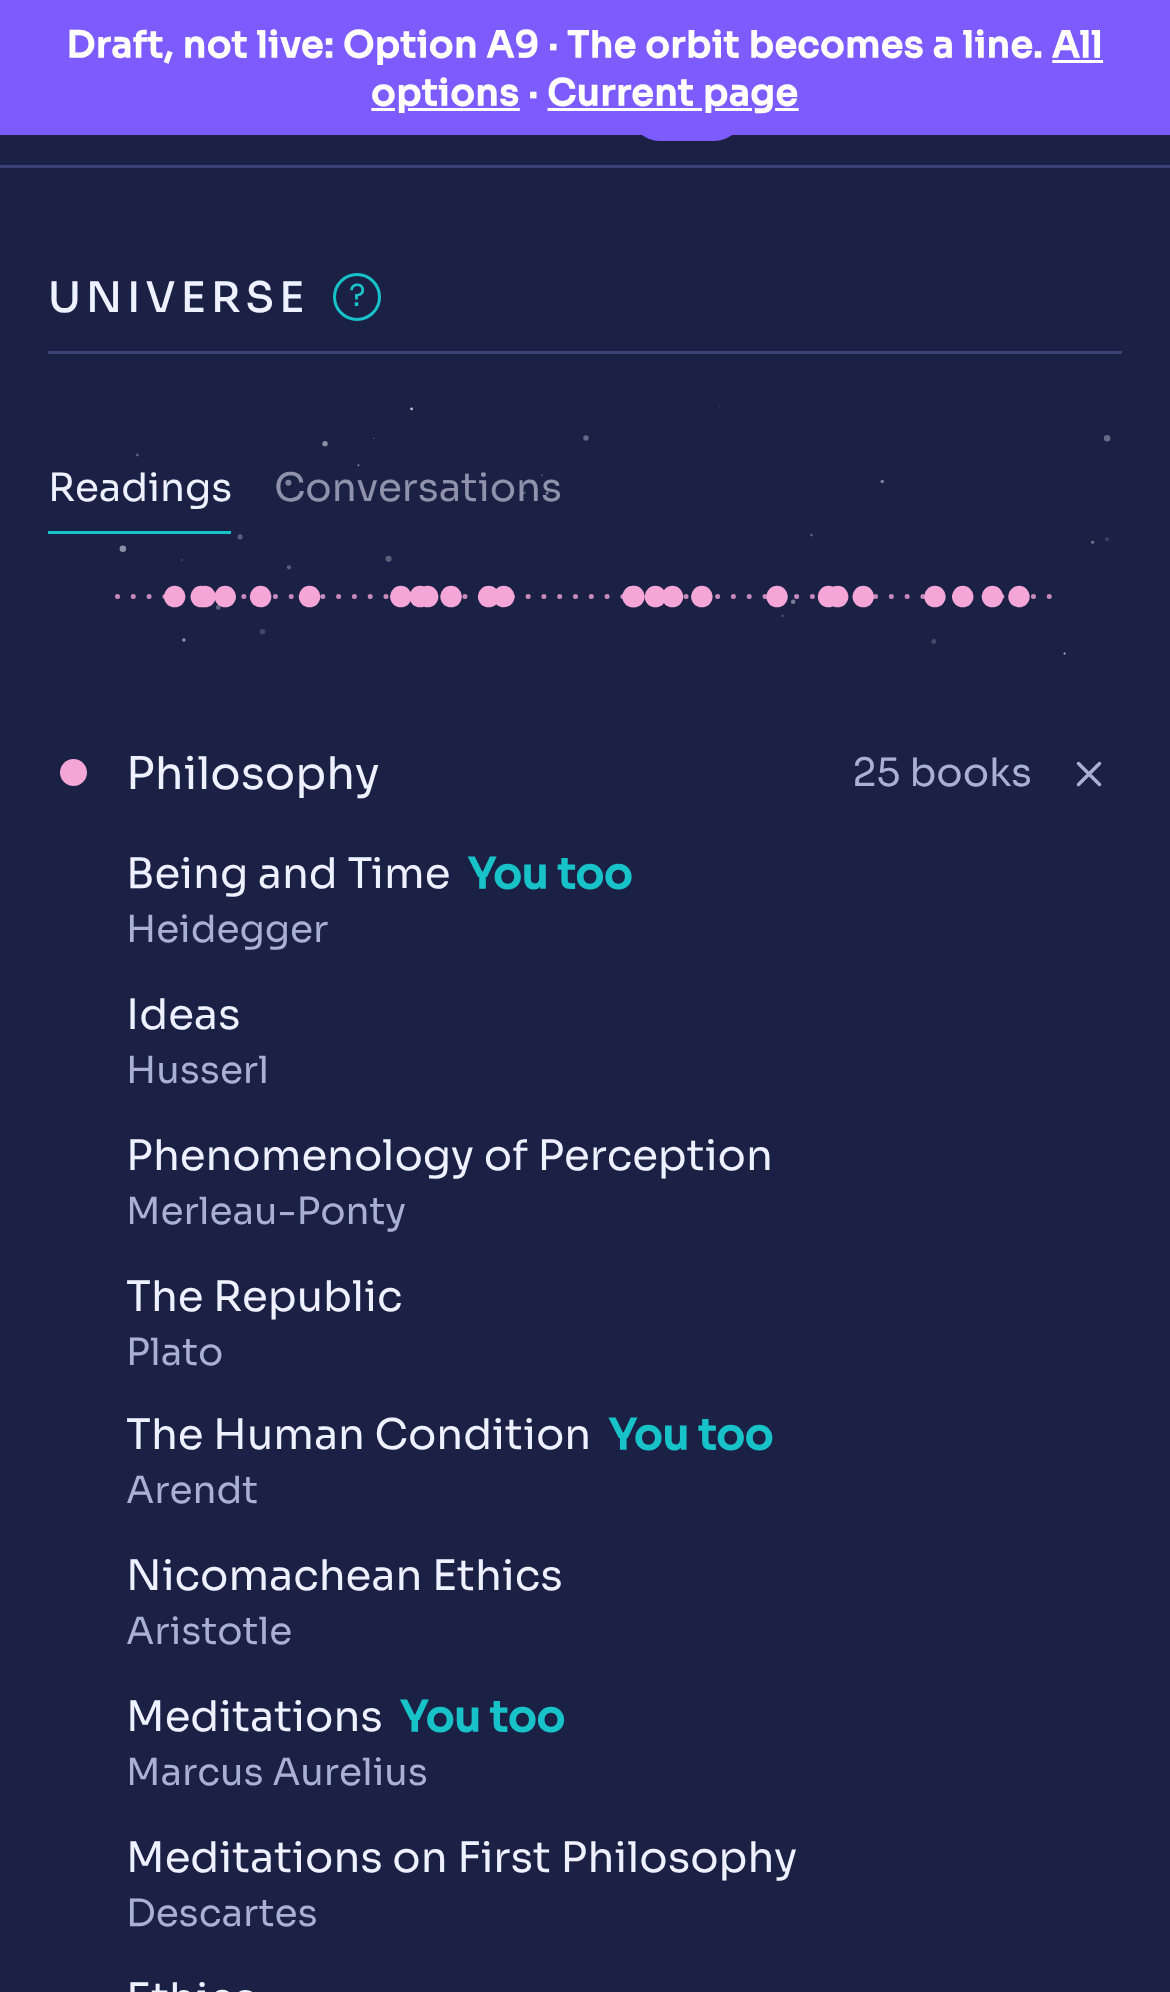 Draft, not live: Option A9 · The orbit becomes a line. All
options · Current page
UNIVERSE ?
Readings Conversations
Philosophy 25 books ×
Being and Time You too
Heidegger
Ideas
Husserl
Phenomenology of Perception
Merleau-Ponty
The Republic
Plato
The Human Condition You too
Arendt
Nicomachean Ethics
Aristotle
Meditations You too
Marcus Aurelius
Meditations on First Philosophy
Descartes
Ethics